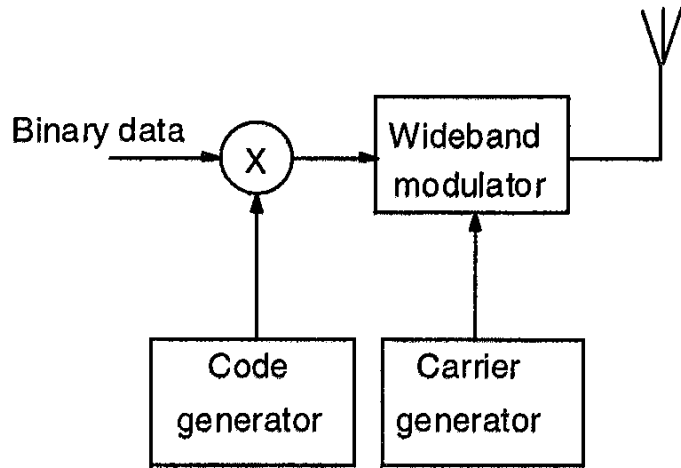 Binary data
X
Wideband
modulator
Code
generator
Carrier
generator